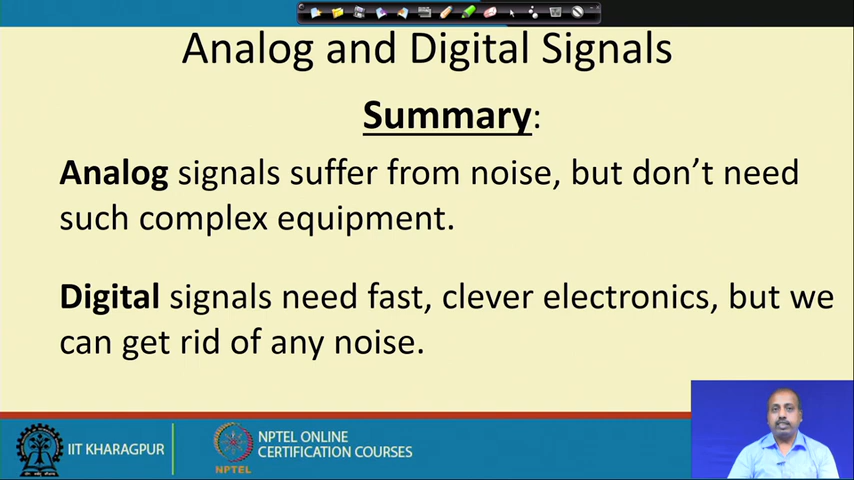 Analog and Digital Signals
Summary:
Analog signals suffer from noise, but don’t need
such complex equipment.
Digital signals need fast, clever electronics, but we
can get rid of any noise.
IIT KHARAGPUR
NPTEL
NPTEL ONLINE
CERTIFICATION COURSES